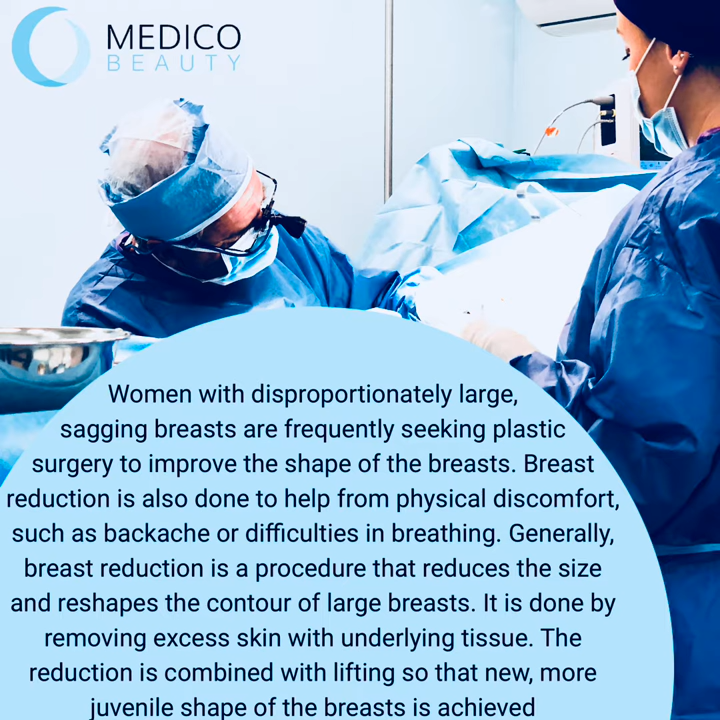 MEDICO
BEAUTY
Women with disproportionately large,
sagging breasts are frequently seeking plastic
surgery to improve the shape of the breasts. Breast
reduction is also done to help from physical discomfort,
such as backache or difficulties in breathing. Generally,
breast reduction is a procedure that reduces the size
and reshapes the contour of large breasts. It is done by
removing excess skin with underlying tissue. The
reduction is combined with lifting so that new, more
juvenile shape of the breasts is achieved